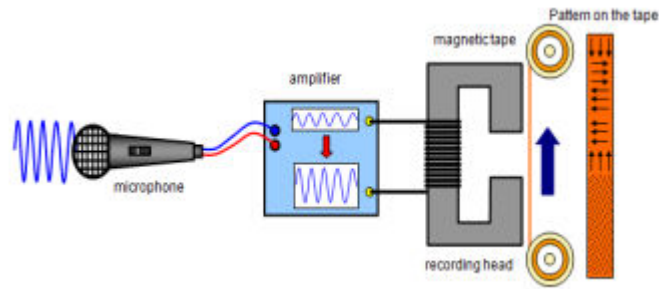 Pattern on the tape
magnetic tape
amplifier
microphone
recording head